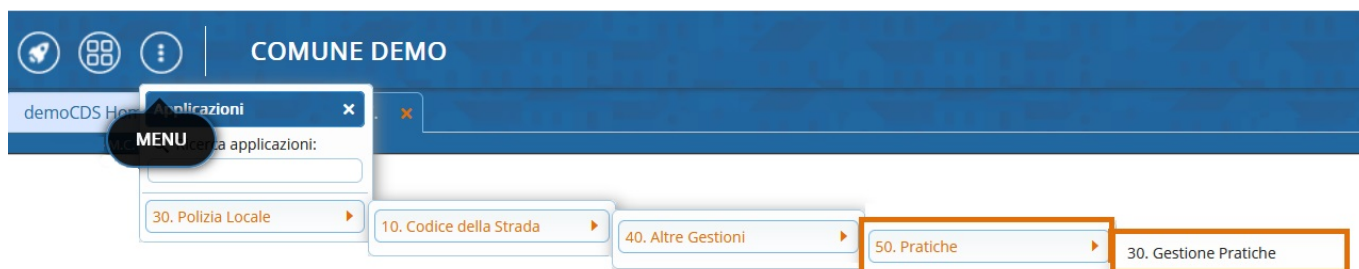 COMUNE DEMO
demoCDS Hom
Applicazioni
MENU
applicazioni:
30. Polizia Locale
10. Codice della Strada
40. Altre Gestioni
50. Pratiche
30. Gestione Pratiche